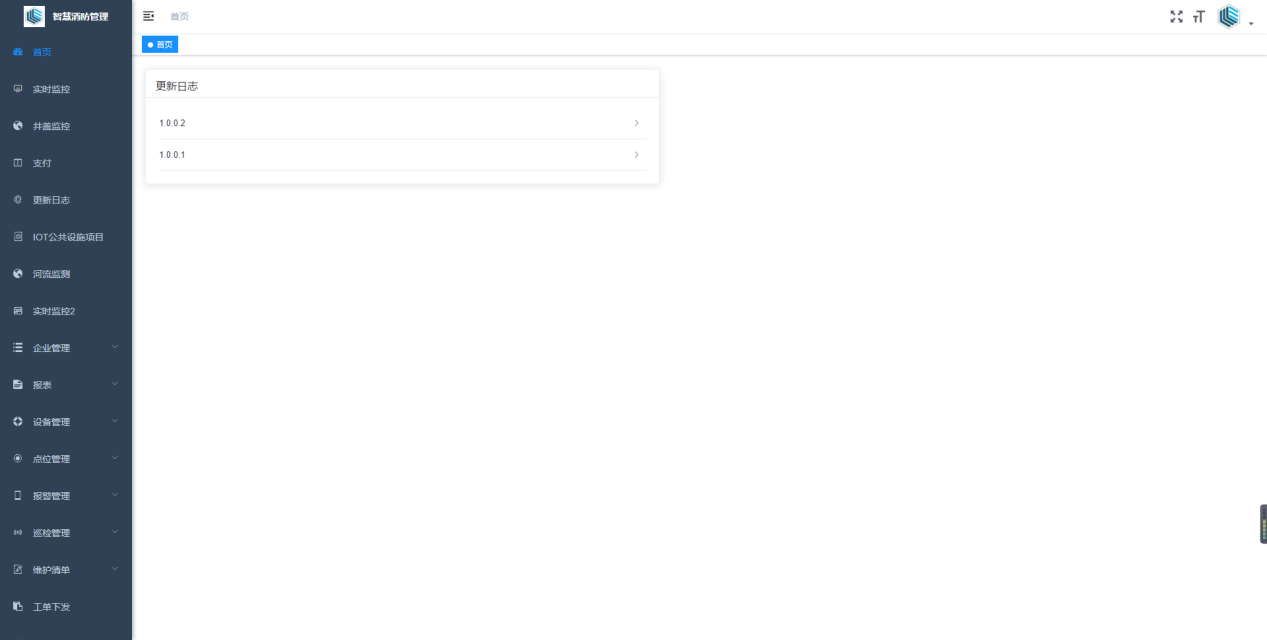 智慧消防管理
首页
实时监控
井盖监控
支付
更新日志
IOT公共设施项目
河流监测
实时监控2
企业管理
报表
设备管理
点位管理
报警管理
巡检管理
维护清单
工单下发
首页
首页
更新日志
1.0.0.2
1.0.0.1